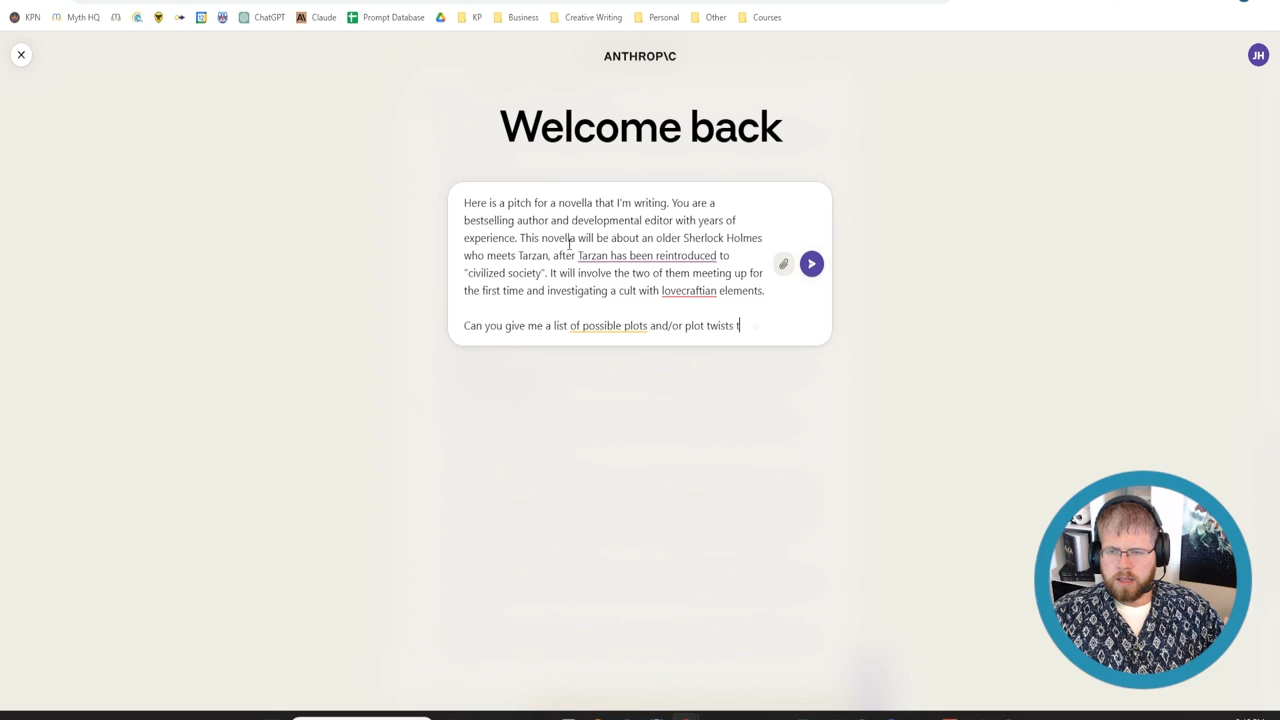 KPN Myth HQ ChatGPT Claude Prompt Database KP Business Creative Writing Personal Other Courses
ANTHROP\C
JH
Welcome back
Here is a pitch for a novella that I'm writing. You are a
bestselling author and developmental editor with years of
experience. This novella will be about an older Sherlock Holmes
who meets Tarzan, after Tarzan has been reintroduced to
"civilized society". It will involve the two of them meeting up for
the first time and investigating a cult with lovecraftian elements.
Can you give me a list of possible plots and/or plot twists t